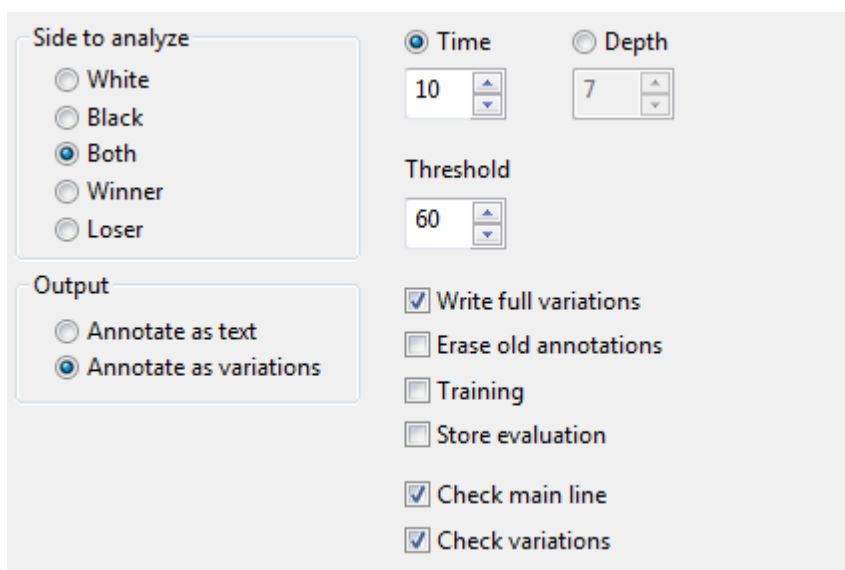 Side to analyze
White
Black
Both
Winner
Loser
Output
Annotate as text
Annotate as variations
Time
Depth
10
7
Threshold
60
Write full variations
Erase old annotations
Training
Store evaluation
Check main line
Check variations